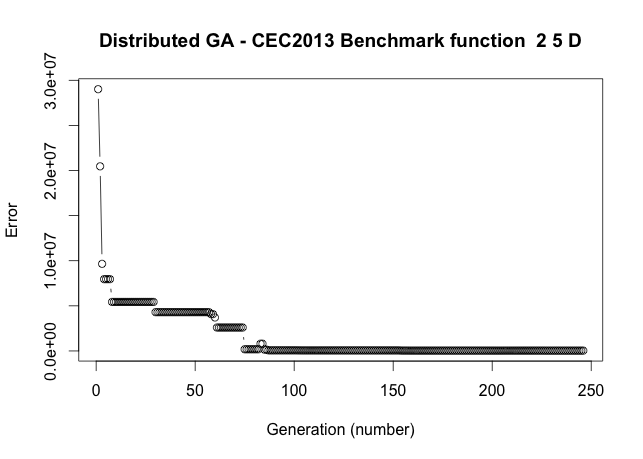 Distributed GA - CEC2013 Benchmark function  2 5 D
Error
3.0e+07
2.0e+07
1.0e+07
0.0e+00
0 50 100 150 200 250
Generation (number)